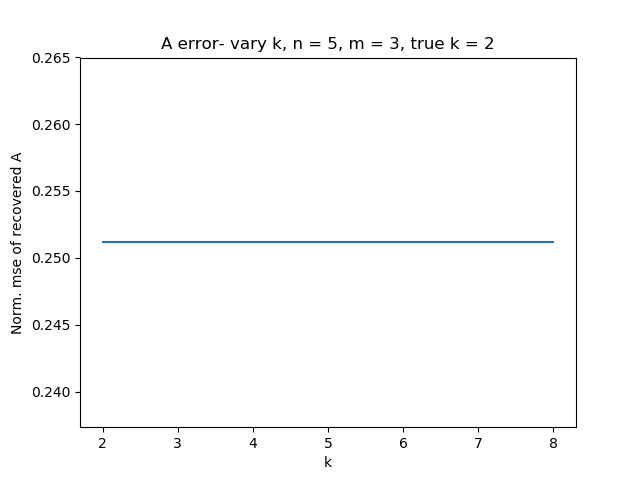 A error- vary k, n = 5, m = 3, true k = 2
Norm. mse of recovered A
0.265
0.260
0.255
0.250
0.245
0.240
2 3 4 5 6 7 8
k